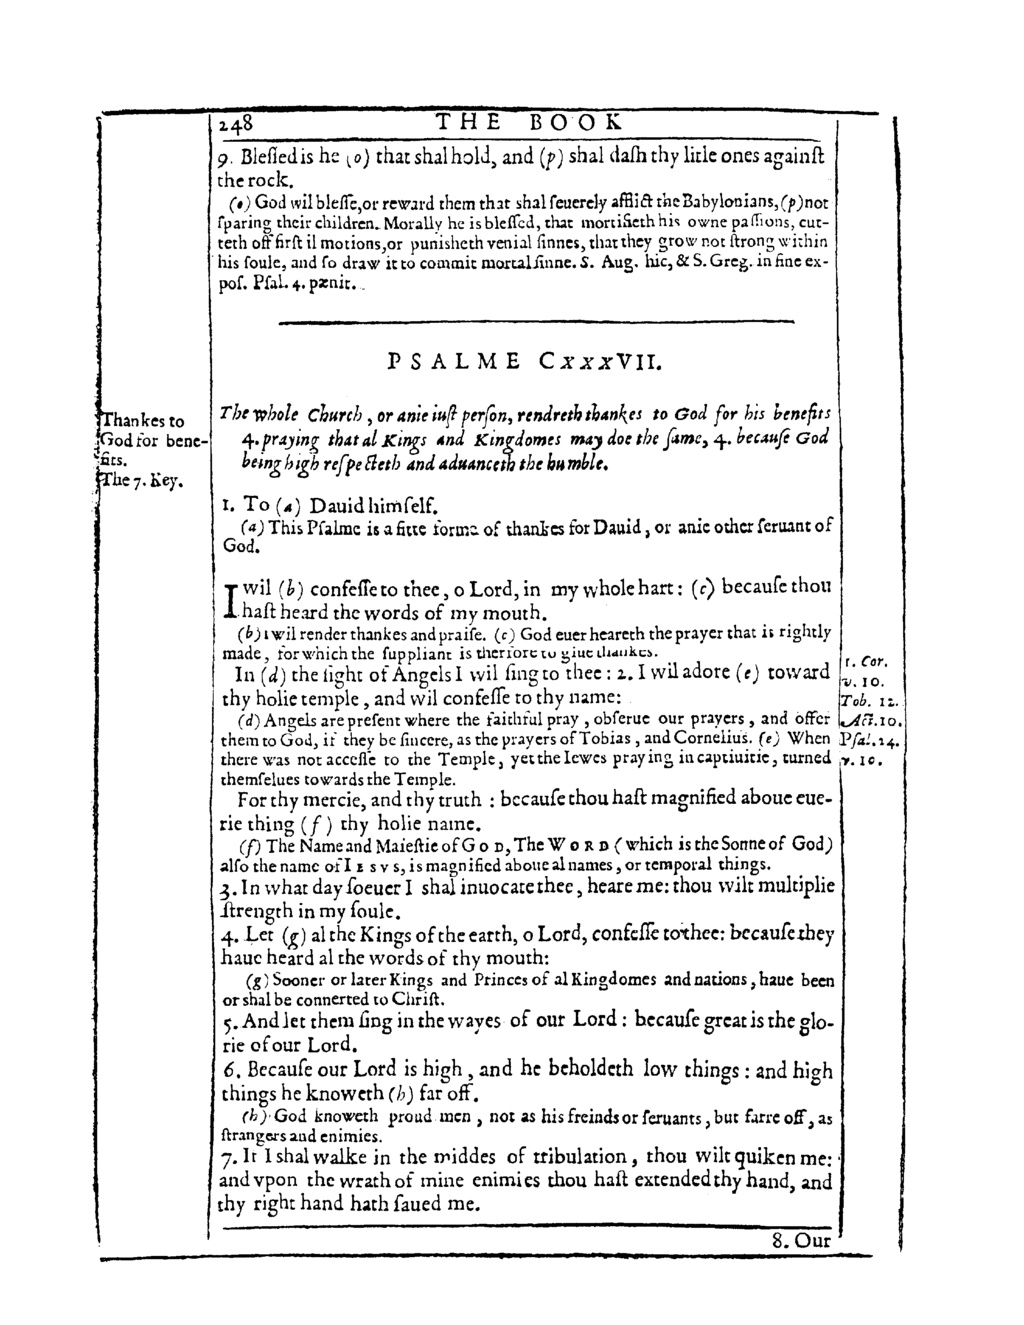 248 THE BOOK
9. Bleſſed is he (o) that shal hold, and (p) shal daſh thy litle ones againſt
the rock.
(o) God wil bleſſe, or reward them that shal ſeuerely afflict the Babylonians, (p) not
ſparing their children. Morally he is bleſſed, that mortifieth his owne paſſions, cut-
teth off firſt il motions, or punisheth venial ſinnes, that they grow not ſtrong within
his ſoule, and ſo draw it to commit mortal ſinne. S. Aug. hic, & S. Greg. in fine ex-
poſ. Pſal. 4. pænit.
PSALME CXXXVII.
Thankes to
God for bene-
fits.
The 7. Key.
The whole Church, or anie iuſt perſon, rendreth thankes to God for his benefits
4. praying that al Kings and Kingdomes may doe the ſame, 4. becauſe God
being high reſpecteth and aduanceth the humble.
1. To (a) Dauid himſelf.
(a) This Pſalme is a fitte forme of thankes for Dauid, or anie other ſeruant of
God.
I wil (b) confeſſe to thee, o Lord, in my whole hart: (c) becauſe thou
haſt heard the words of my mouth.
(b) I wil render thankes and praiſe. (c) God euer heareth the prayer that is rightly
made, for which the ſuppliant is therfore to giue thankes.
In (d) the ſight of Angels I wil ſing to thee: 2. I wil adore (e) toward
thy holie temple, and wil confeſſe to thy name:
(d) Angels are preſent where the faithful pray, obſerue our prayers, and offer
them to God, if they be ſincere, as the prayers of Tobias, and Cornelius. (e) When
there was not acceſſe to the Temple, yet the Iewes praying in captiuitie, turned
themſelues towards the Temple.
1. Cor.
v. 10.
Tob. 12.
Act. 10.
Pſal. 24.
v. 10.
For thy mercie, and thy truth: becauſe thou haſt magnified aboue eue-
rie thing (f) thy holie name.
(f) The Name and Maieſtie of GOD, The WORD (which is the Sonne of God)
alſo the name of IESVS, is magnified aboue al names, or temporal things.
3. In what day ſoeuer I shal inuocate thee, heare me: thou wilt multiplie
ſtrength in my ſoule.
4. Let (g) al the Kings of the earth, o Lord, confeſſe to thee: becauſe they
haue heard al the words of thy mouth:
(g) Sooner or later Kings and Princes of al Kingdomes and nations, haue been
or shal be connerted to Chriſt.
5. And let them ſing in the wayes of our Lord: becauſe great is the glo-
rie of our Lord.
6. Becauſe our Lord is high, and he beholdeth low things: and high
things he knoweth (h) far off.
(h) God knoweth proud men, not as his freinds or ſeruants, but farre off, as
ſtrangers and enimies.
7. If I shal walke in the middes of tribulation, thou wilt quiken me:
and vpon the wrath of mine enimies thou haſt extended thy hand, and
thy right hand hath ſaued me.
8. Our